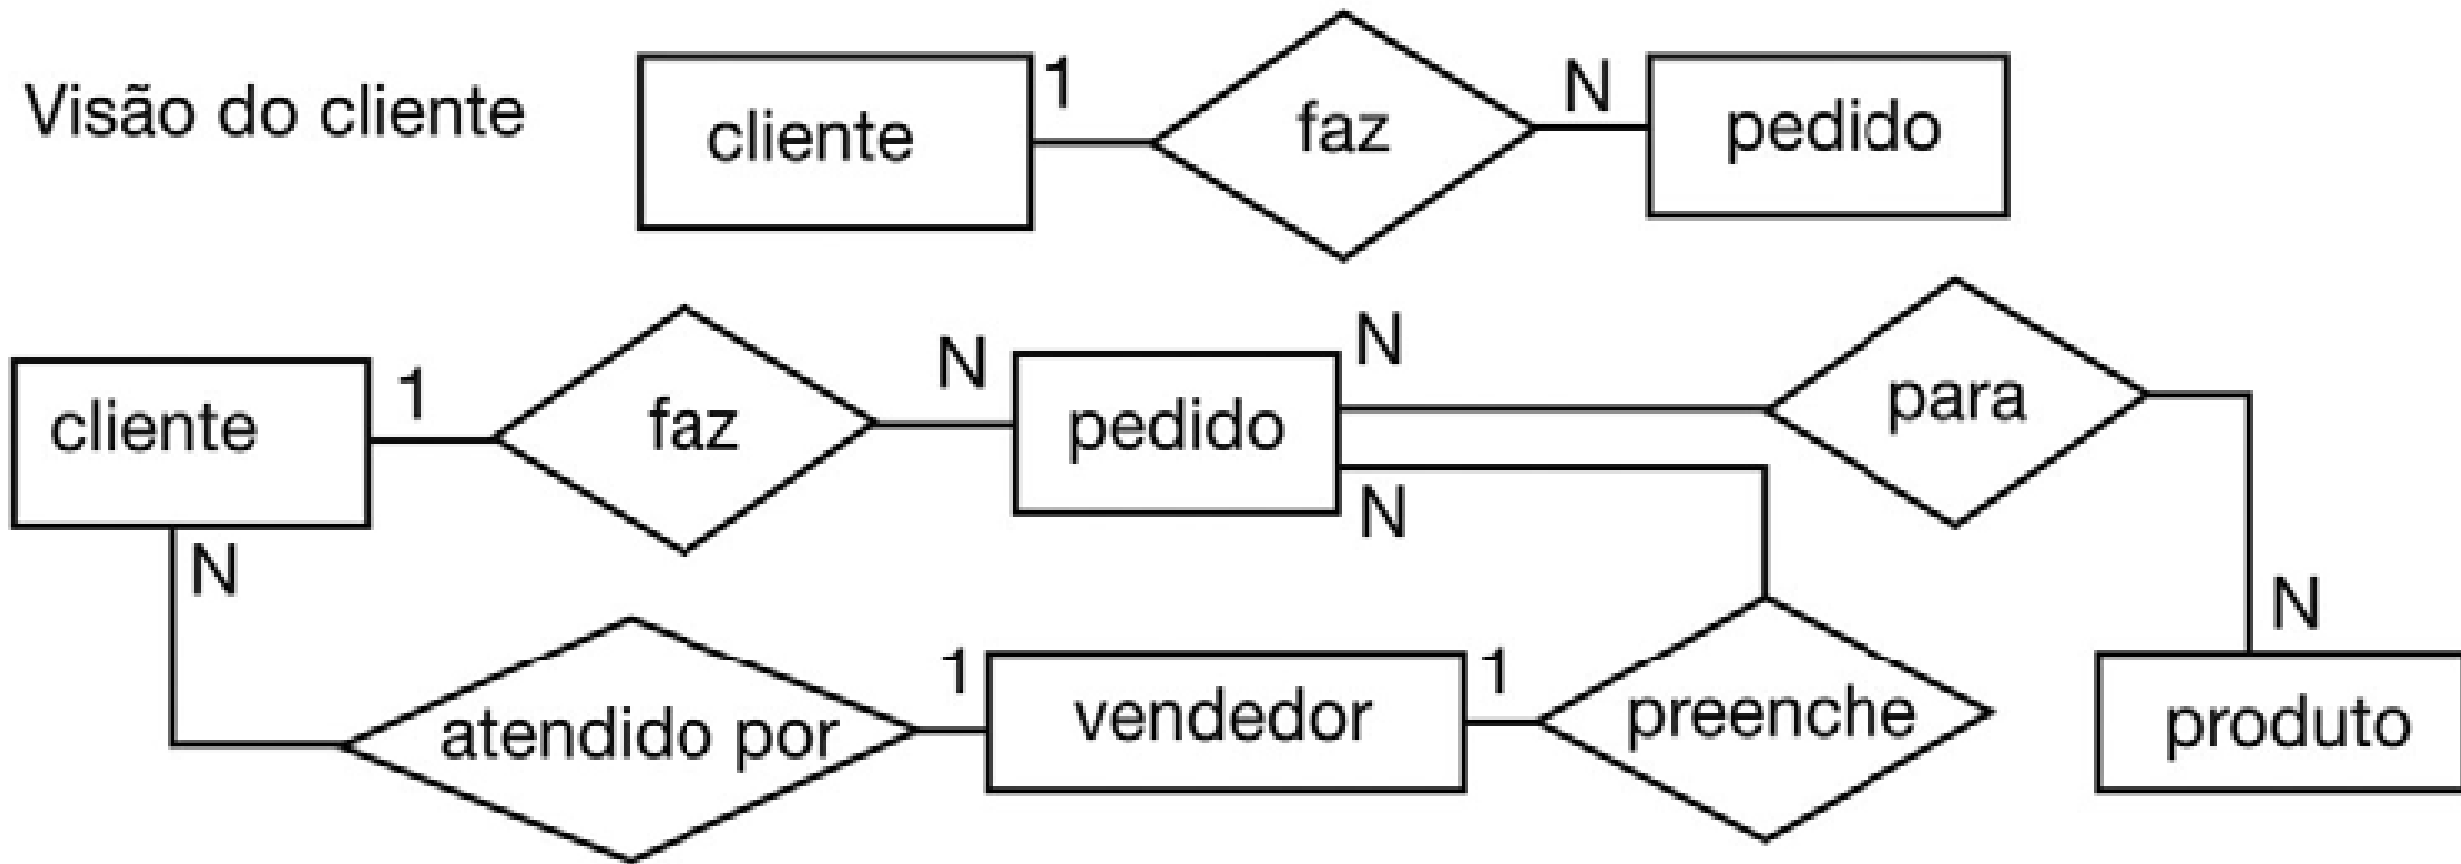 Visão do cliente
cliente
1
faz
N
pedido
cliente
1
faz
N
pedido
N
para
N
N
N
atendido por
1
vendedor
1
preenche
produto